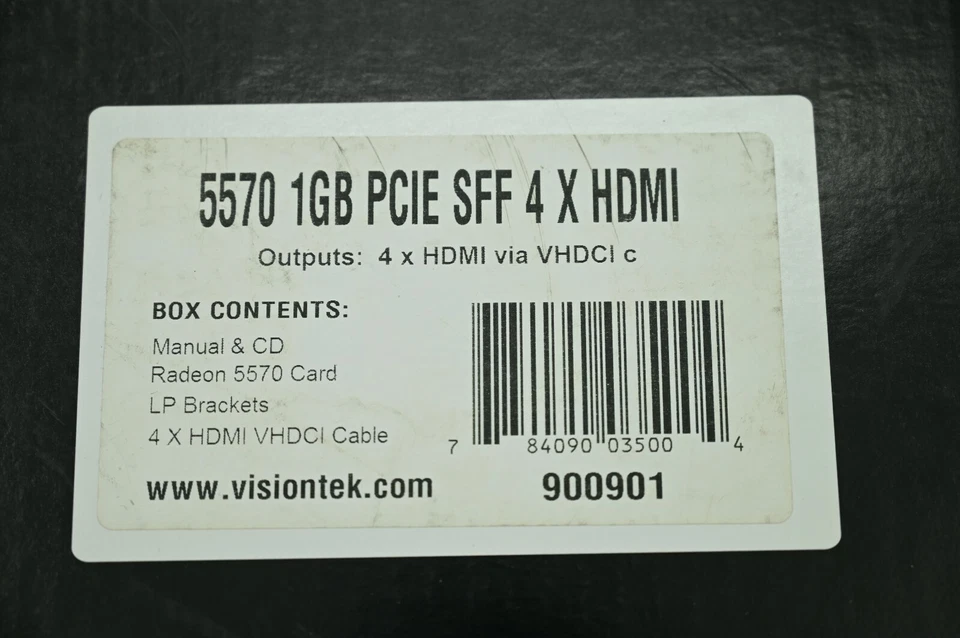 5570 1GB PCIE SFF 4 X HDMI
Outputs: 4 x HDMI via VHDCI c
BOX CONTENTS:
Manual & CD
Radeon 5570 Card
LP Brackets
4 X HDMI VHDCI Cable
7 84090 03500 4
www.visiontek.com 900901